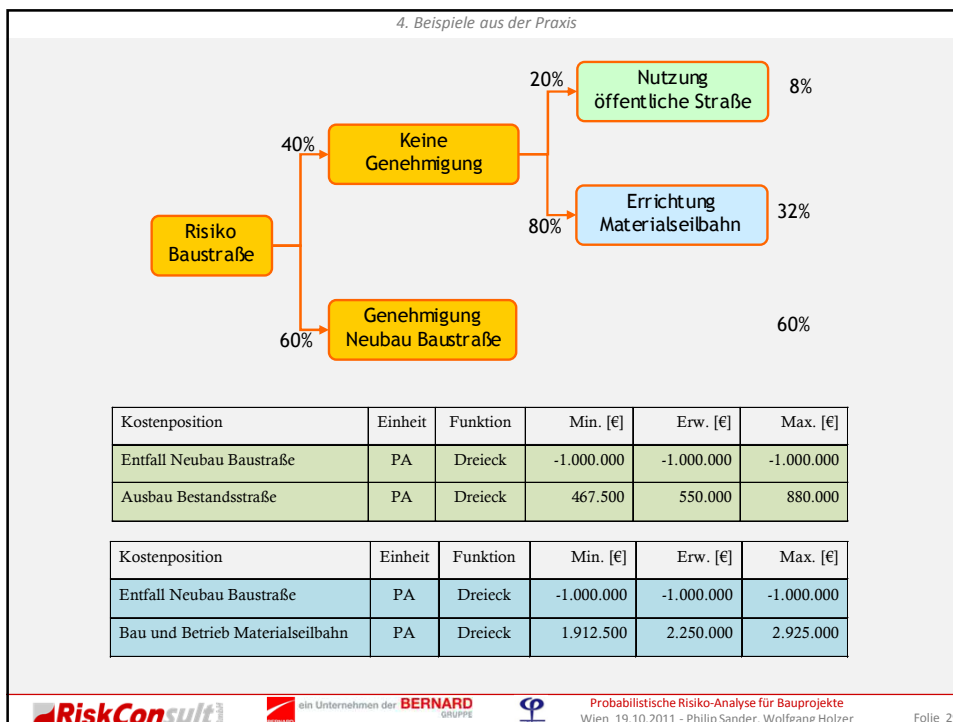 4. Beispiele aus der Praxis
20%
Nutzung
öffentliche Straße
8%
40%
Keine
Genehmigung
80%
Errichtung
Materialseilbahn
32%
Risiko
Baustraße
60%
Genehmigung
Neubau Baustraße
60%
Kostenposition Einheit Funktion Min. [€] Erw. [€] Max. [€]
Entfall Neubau Baustraße PA Dreieck -1.000.000 -1.000.000 -1.000.000
Ausbau Bestandsstraße PA Dreieck 467.500 550.000 880.000
Kostenposition Einheit Funktion Min. [€] Erw. [€] Max. [€]
Entfall Neubau Baustraße PA Dreieck -1.000.000 -1.000.000 -1.000.000
Bau und Betrieb Materialseilbahn PA Dreieck 1.912.500 2.250.000 2.925.000
RiskConsult
BERNARD
ein Unternehmen der BERNARD
GRUPPE
Probabilistische Risiko-Analyse für Bauprojekte
Wien, 19.10.2011 - Philip Sander, Wolfgang Holzer
Folie 2